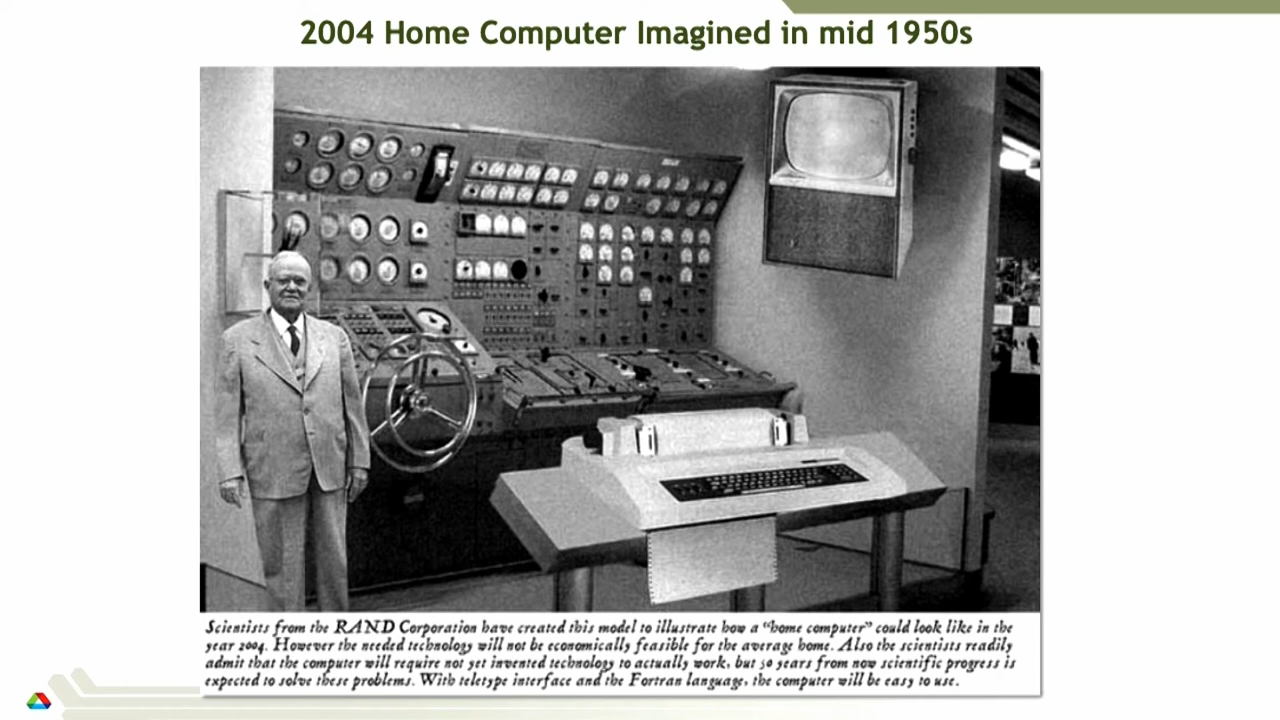 2004 Home Computer Imagined in mid 1950s
Scientists from the RAND Corporation have created this model to illustrate how a "home computer" could look like in the
year 2004. However the needed technology will not be economically feasible for the average home. Also the scientists readily
admit that the computer will require not yet invented technology to actually work, but 50 years from now scientific progress is
expected to solve these problems. With teletype interface and the Fortran language, the computer will be easy to use.